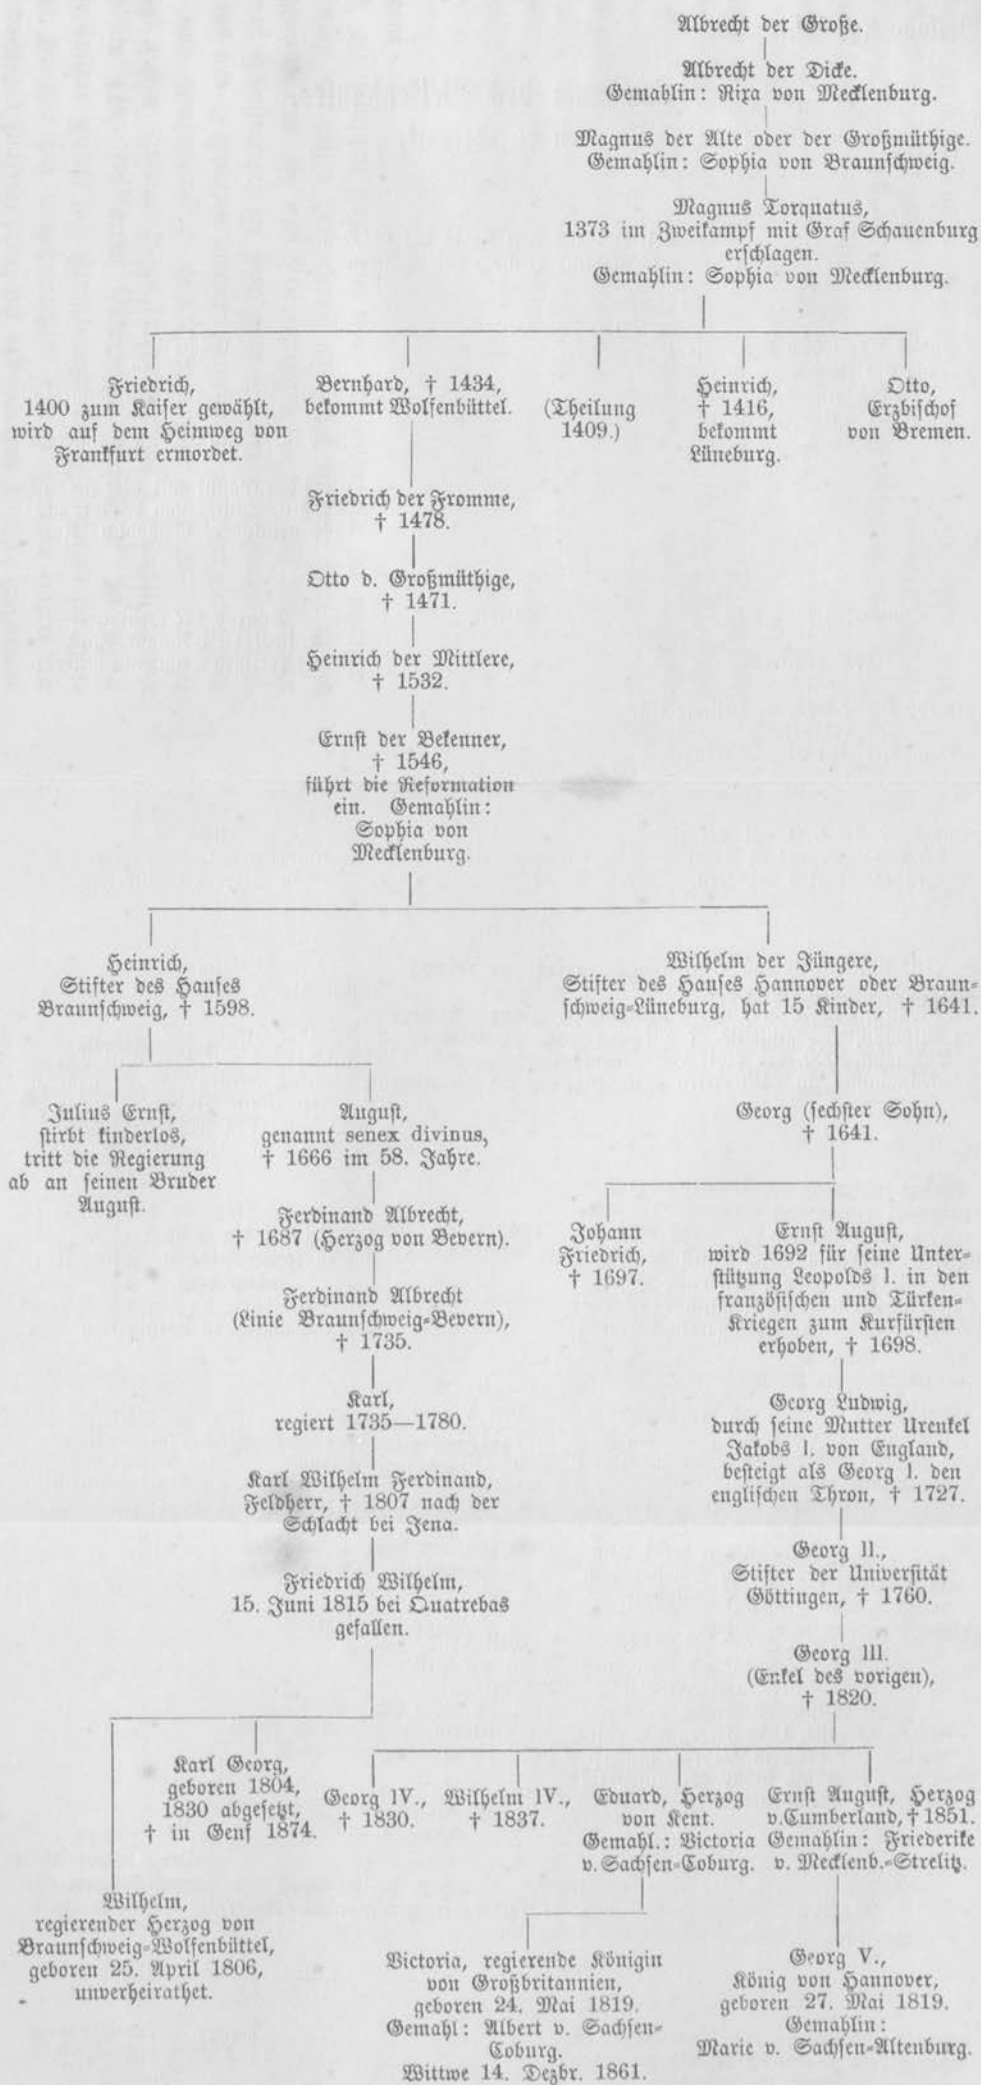 Albrecht der Große.
Albrecht der Dicke.
Gemahlin: Rixa von Mecklenburg.
Magnus der Alte oder der Großmüthige.
Gemahlin: Sophia von Braunschweig.
Magnus Torquatus,
1373 im Zweikampf mit Graf Schauenburg
erschlagen.
Gemahlin: Sophia von Mecklenburg.
Friedrich,
1400 zum Kaiser gewählt,
wird auf dem Heimweg von
Frankfurt ermordet.
Bernhard, † 1434,
bekommt Wolfenbüttel.
(Theilung
1409.)
Heinrich,
† 1416,
bekommt
Lüneburg.
Otto,
Erzbischof
von Bremen.
Friedrich der Fromme,
† 1478.
Otto d. Großmüthige,
† 1471.
Heinrich der Mittlere,
† 1532.
Ernst der Bekenner,
† 1546,
führt die Reformation
ein. Gemahlin:
Sophia von
Mecklenburg.
Heinrich,
Stifter des Hauses
Braunschweig, † 1598.
Wilhelm der Jüngere,
Stifter des Hauses Hannover oder Braun-
schweig-Lüneburg, hat 15 Kinder, † 1641.
Julius Ernst,
stirbt kinderlos,
tritt die Regierung
ab an seinen Bruder
August.
August,
genannt senex divinus,
† 1666 im 58. Jahre.
Georg (sechster Sohn),
† 1641.
Ferdinand Albrecht,
† 1687 (Herzog von Bevern).
Johann
Friedrich,
† 1697.
Ernst August,
wird 1692 für seine Unter-
stützung Leopolds I. in den
französischen und Türken-
Kriegen zum Kurfürsten
erhoben, † 1698.
Ferdinand Albrecht
(Linie Braunschweig-Bevern),
† 1735.
Karl,
regiert 1735—1780.
Georg Ludwig,
durch seine Mutter Urenkel
Jakobs I. von England,
besteigt als Georg I. den
englischen Thron, † 1727.
Karl Wilhelm Ferdinand,
Feldherr, † 1807 nach der
Schlacht bei Jena.
Georg II.,
Stifter der Universität
Göttingen, † 1760.
Friedrich Wilhelm,
15. Juni 1815 bei Quatrebas
gefallen.
Georg III.
(Enkel des vorigen),
† 1820.
Karl Georg,
geboren 1804,
1830 abgesetzt,
† in Genf 1874.
Georg IV.,
† 1830.
Wilhelm IV.,
† 1837.
Eduard, Herzog
von Kent.
Gemahl.: Victoria
v. Sachsen-Coburg.
Ernst August, Herzog
v. Cumberland, † 1851.
Gemahlin: Friederike
v. Mecklenb.-Strelitz.
Wilhelm,
regierender Herzog von
Braunschweig-Wolfenbüttel,
geboren 25. April 1806,
unverheirathet.
Victoria, regierende Königin
von Großbritannien,
geboren 24. Mai 1819.
Gemahl: Albert v. Sachsen-
Coburg.
Wittwe 14. Dezbr. 1861.
Georg V.,
König von Hannover,
geboren 27. Mai 1819.
Gemahlin:
Marie v. Sachsen-Altenburg.